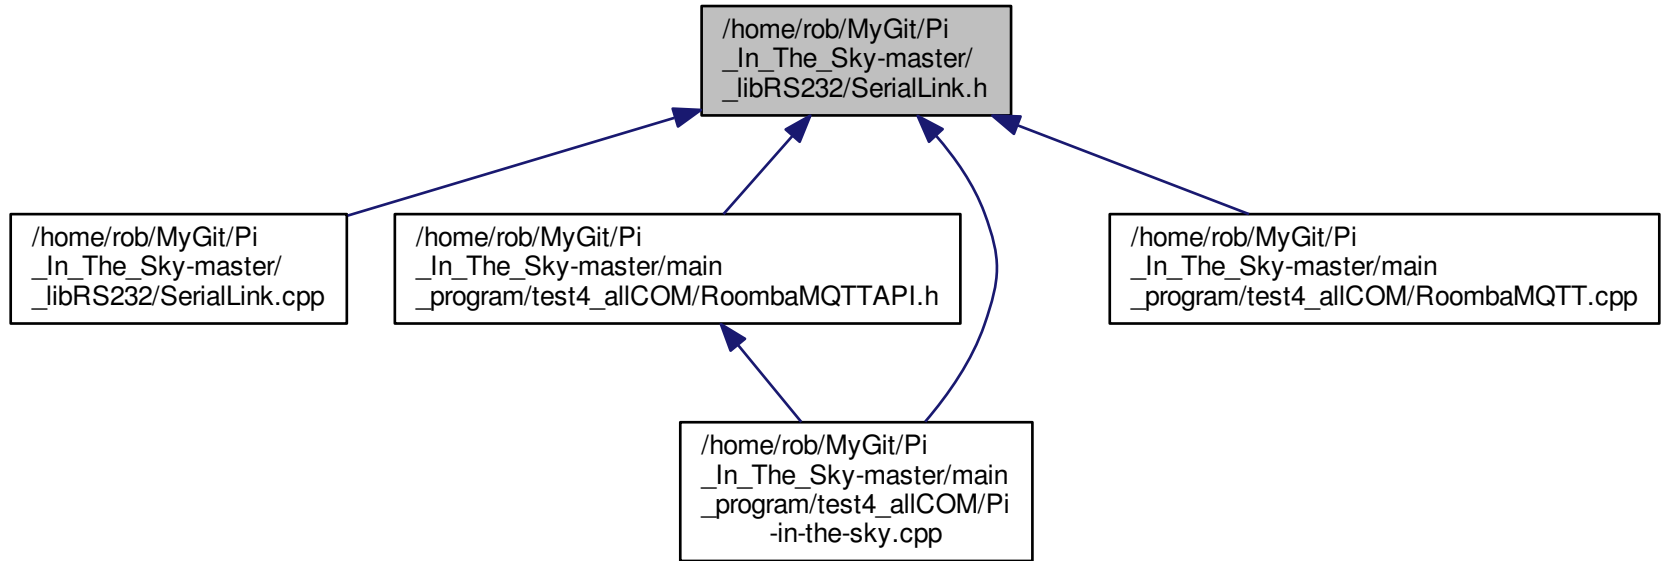 /home/rob/MyGit/Pi
_In_The_Sky-master/
_libRS232/SerialLink.h
/home/rob/MyGit/Pi
_In_The_Sky-master/
_libRS232/SerialLink.cpp
/home/rob/MyGit/Pi
_In_The_Sky-master/main
_program/test4_allCOM/RoombaMQTTAPI.h
/home/rob/MyGit/Pi
_In_The_Sky-master/main
_program/test4_allCOM/RoombaMQTT.cpp
/home/rob/MyGit/Pi
_In_The_Sky-master/main
_program/test4_allCOM/Pi
-in-the-sky.cpp